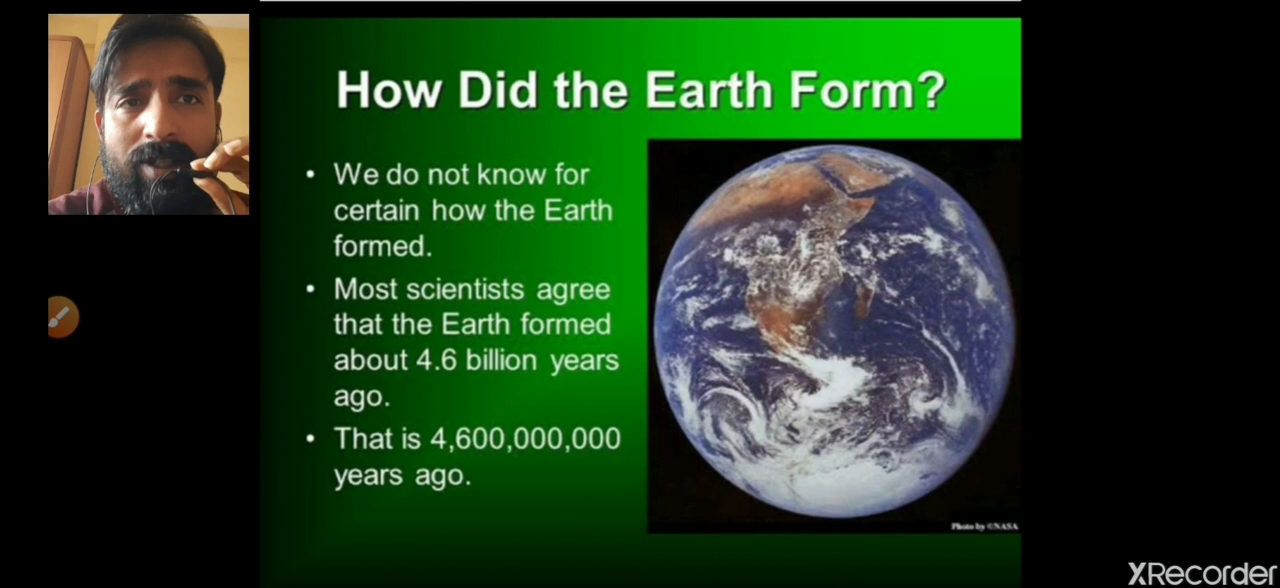 How Did the Earth Form?
• We do not know for
certain how the Earth
formed.
• Most scientists agree
that the Earth formed
about 4.6 billion years
ago.
• That is 4,600,000,000
years ago.
Photo by ©NASA
XRecorder